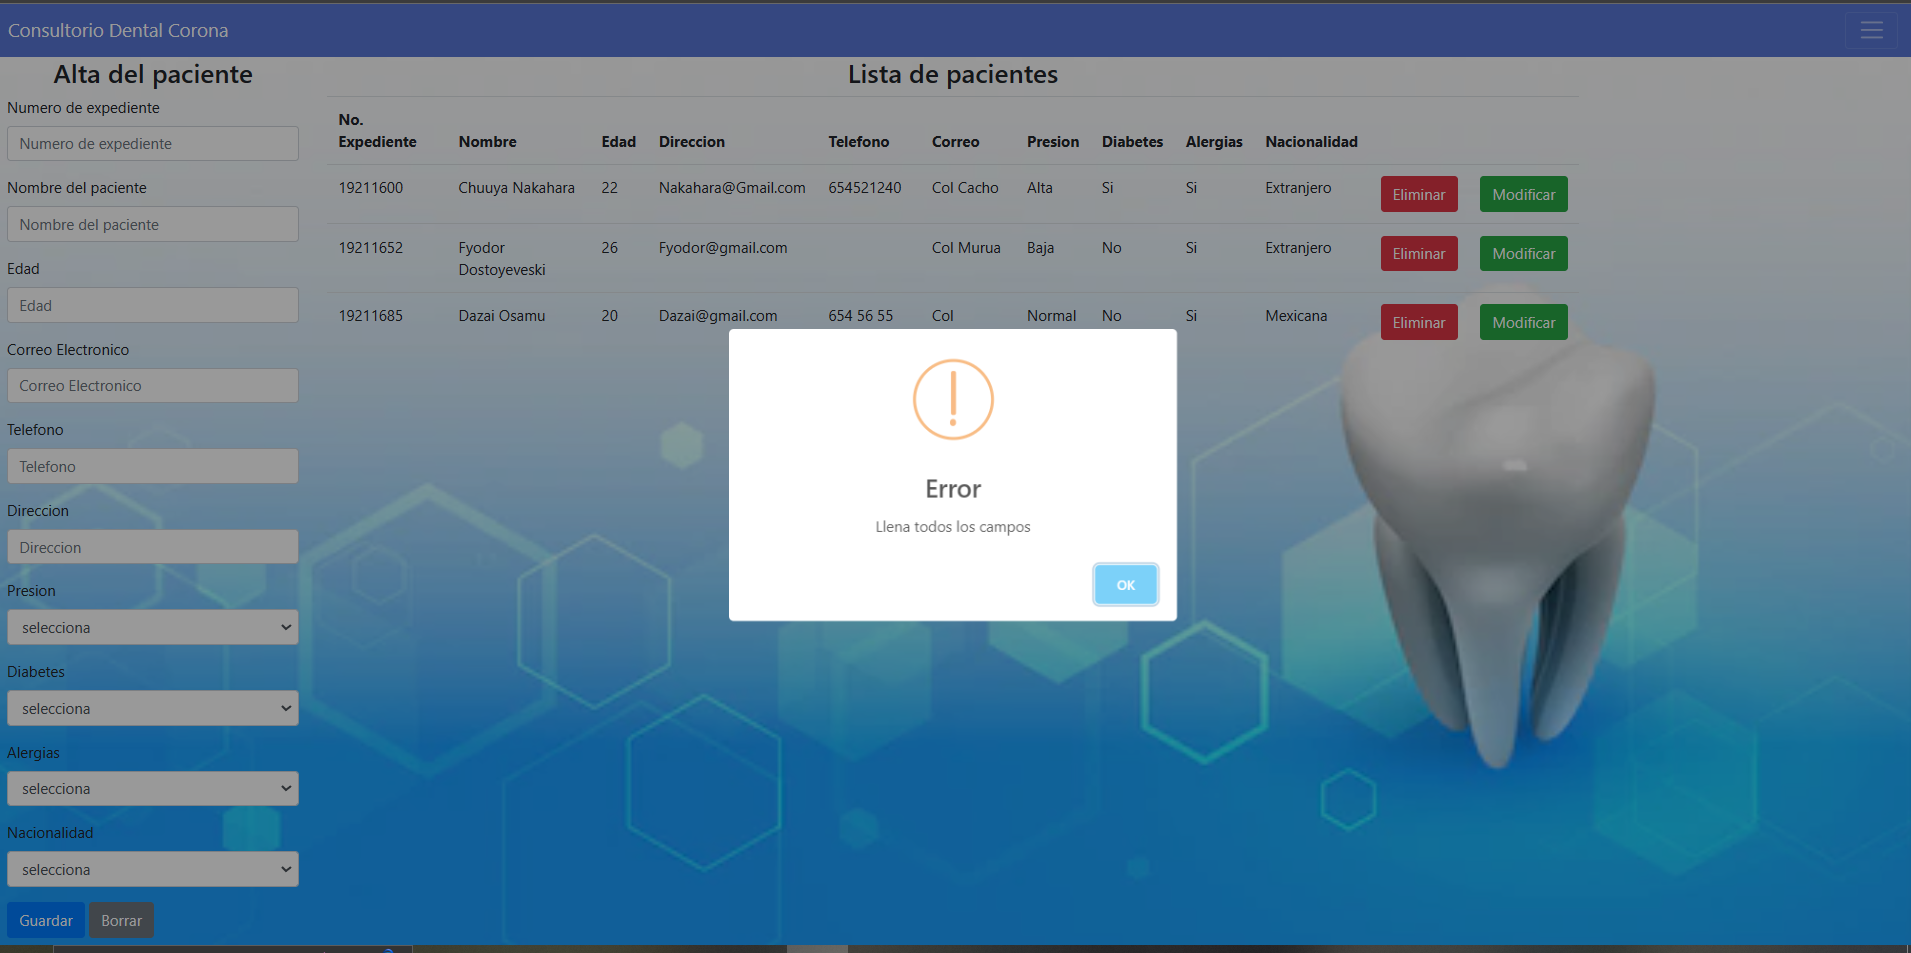 Consultorio Dental Corona
Alta del paciente
Numero de expediente
Numero de expediente
Nombre del paciente
Nombre del paciente
Edad
Edad
Correo Electronico
Correo Electronico
Telefono
Telefono
Direccion
Direccion
Presion
selecciona
Diabetes
selecciona
Alergias
selecciona
Nacionalidad
selecciona
Guardar Borrar
Lista de pacientes
No.
Expediente Nombre Edad Direccion Telefono Correo Presion Diabetes Alergias Nacionalidad
19211600 Chuuya Nakahara 22 Nakahara@Gmail.com 654521240 Col Cacho Alta Si Si Extranjero Eliminar Modificar
19211652 Fyodor 26 Fyodor@gmail.com Col Murua Baja No Si Extranjero Eliminar Modificar
Dostoyeveski
19211685 Dazai Osamu 20 Dazai@gmail.com 654 56 55 Col Normal No Si Mexicana Eliminar Modificar
Error
Llena todos los campos
OK